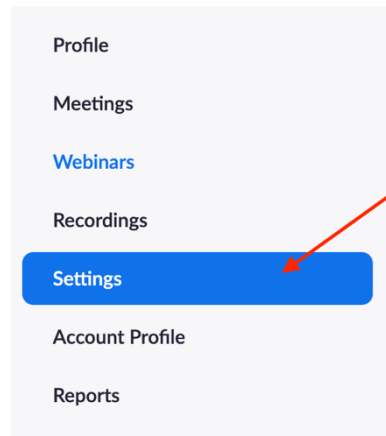 Profile
Meetings
Webinars
Recordings
Settings
Account Profile
Reports